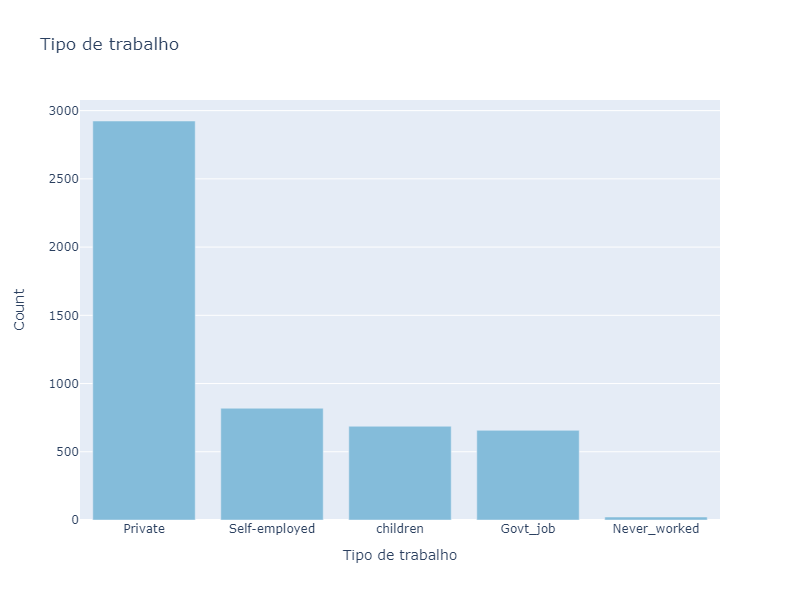 Tipo de trabalho
3000
2500
2000
1500
1000
500
0
Count
Private
Self-employed
children
Govt_job
Never_worked
Tipo de trabalho